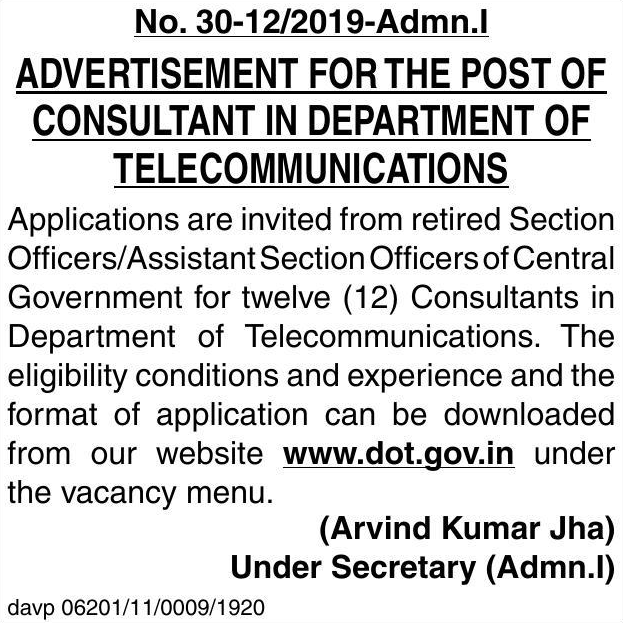 No. 30-12/2019-Admn.I
ADVERTISEMENT FOR THE POST OF
CONSULTANT IN DEPARTMENT OF
TELECOMMUNICATIONS
Applications are invited from retired Section
Officers/Assistant Section Officers of Central
Government for twelve (12) Consultants in
Department of Telecommunications. The
eligibility conditions and experience and the
format of application can be downloaded
from our website www.dot.gov.in under
the vacancy menu.
(Arvind Kumar Jha)
Under Secretary (Admn.I)
davp 06201/11/0009/1920